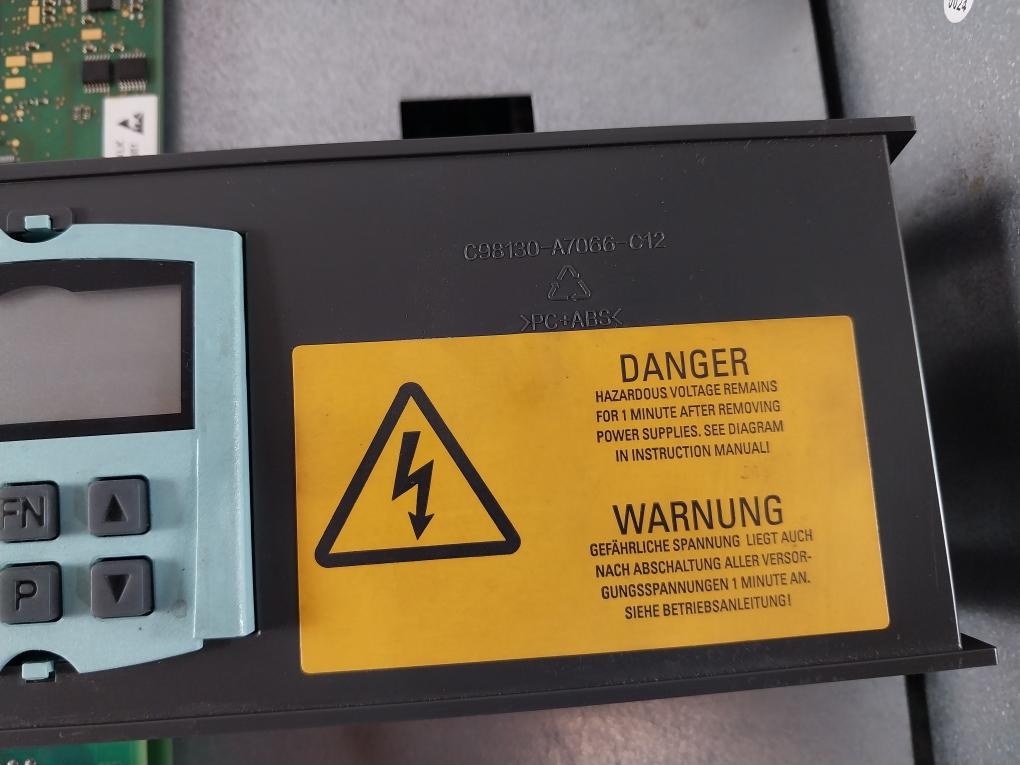 0024
C98130-A7066-C12
>PC+ABS<
DANGER
HAZARDOUS VOLTAGE REMAINS
FOR 1 MINUTE AFTER REMOVING
POWER SUPPLIES. SEE DIAGRAM
IN INSTRUCTION MANUAL!
WARNUNG
GEFÄHRLICHE SPANNUNG LIEGT AUCH
NACH ABSCHALTUNG ALLER VERSOR-
GUNGSSPANNUNGEN 1 MINUTE AN.
SIEHE BETRIEBSANLEITUNG!
FN
P